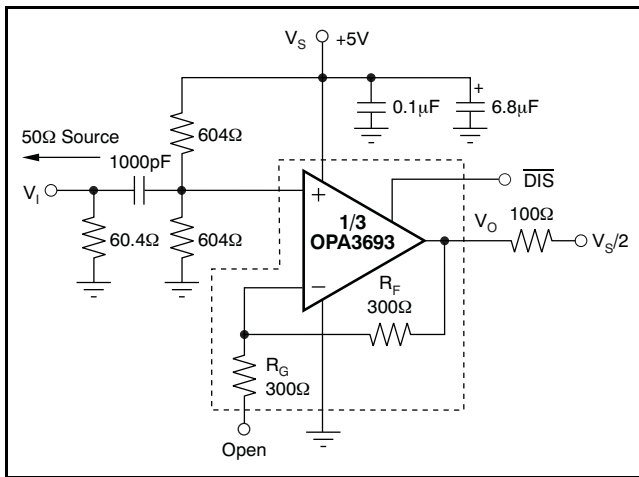 V_S +5V
604Ω
0.1µF
6.8µF
+
50Ω Source
1000pF
V_I
60.4Ω
604Ω
+
1/3
OPA3693
−
D̅I̅S̅
V_O
100Ω
V_S/2
R_F
300Ω
R_G
300Ω
Open